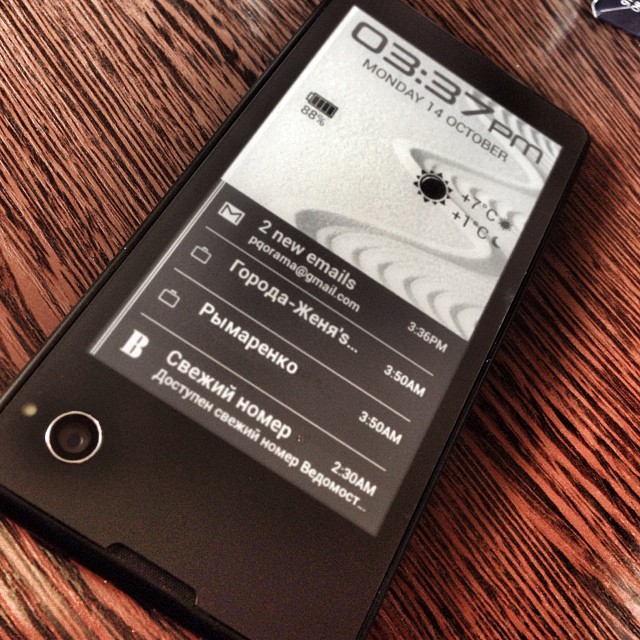 03:37PM
MONDAY 14 OCTOBER
88%
+7°C
+1°C
2 new emails
pgorama@gmail.com
3:36PM
Города-Женя's...
3:50AM
Рымаренко
3:50AM
B
Свежий номер
Доступен свежий номер Ведомост...
2:30AM